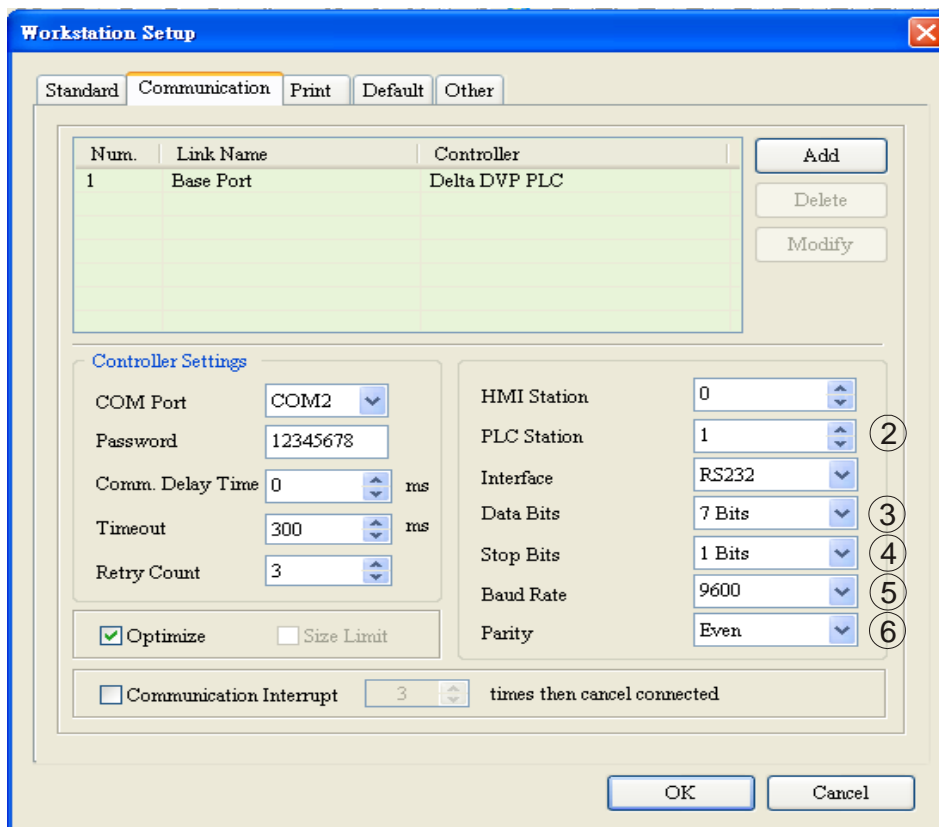 Workstation Setup
Standard Communication Print Default Other
Num. Link Name Controller
1 Base Port Delta DVP PLC
Add
Delete
Modify
Controller Settings
COM Port COM2
Password 12345678
Comm. Delay Time 0 ms
Timeout 300 ms
Retry Count 3
Optimize Size Limit
HMI Station 0
PLC Station 1 ②
Interface RS232
Data Bits 7 Bits ③
Stop Bits 1 Bits ④
Baud Rate 9600 ⑤
Parity Even ⑥
Communication Interrupt 3 times then cancel connected
OK Cancel